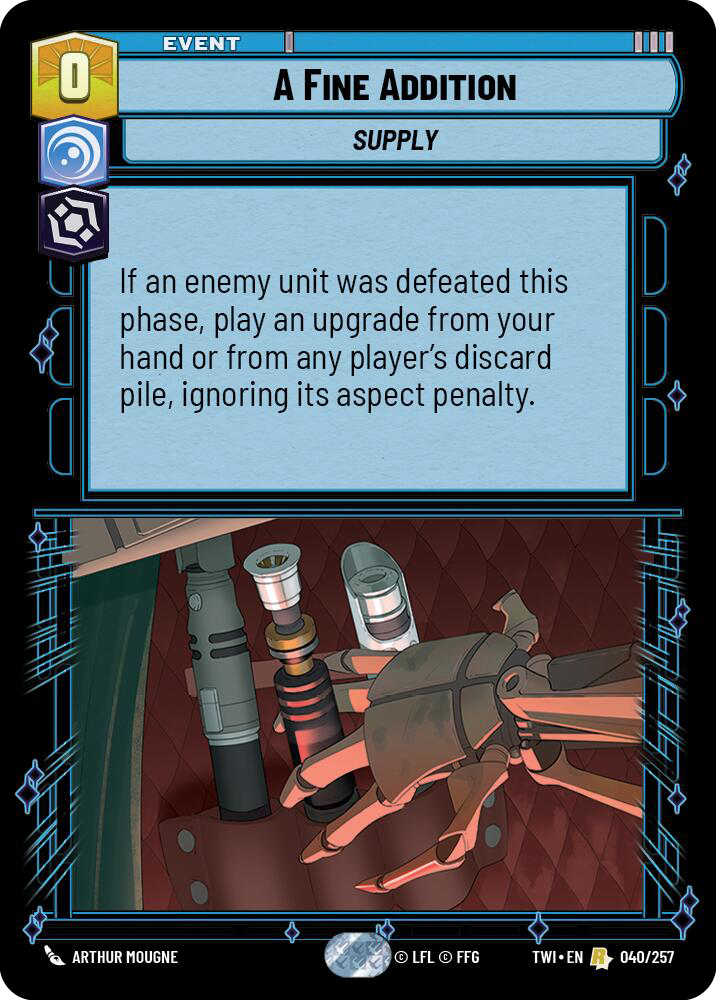 EVENT
0
A FINE ADDITION
SUPPLY
If an enemy unit was defeated this
phase, play an upgrade from your
hand or from any player's discard
pile, ignoring its aspect penalty.
ARTHUR MOUGNE
© LFL © FFG
TWI • EN R 040/257